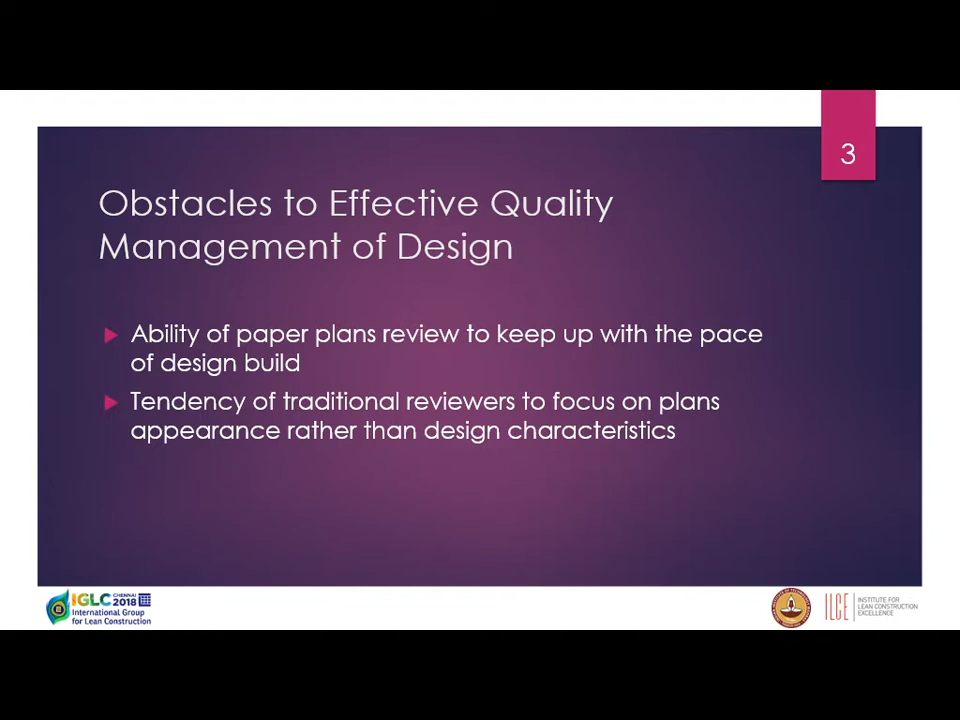 3
Obstacles to Effective Quality
Management of Design
Ability of paper plans review to keep up with the pace
of design build
Tendency of traditional reviewers to focus on plans
appearance rather than design characteristics
IGLC CHENNAI 2018
International Group
for Lean Construction
ILCE
INSTITUTE FOR
LEAN CONSTRUCTION
EXCELLENCE